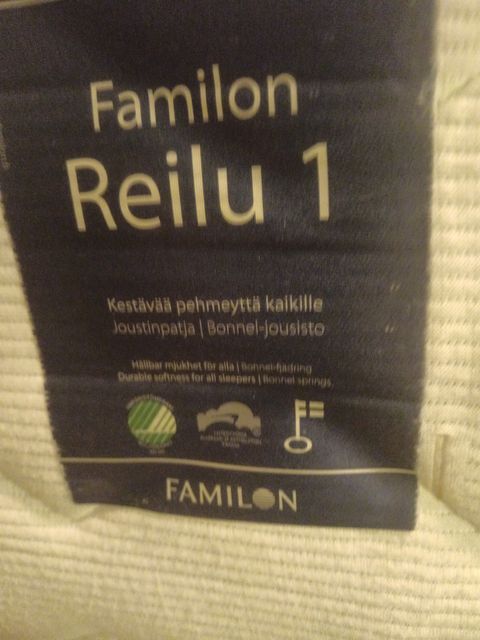 Familon
Reilu 1
Kestävää pehmeyttä kaikille
Joustinpatja | Bonnel-jousisto
Hållbar mjukhet för alla | Bonnel-fjädring
Durable softness for all sleepers | Bonnel springs
FAMILON